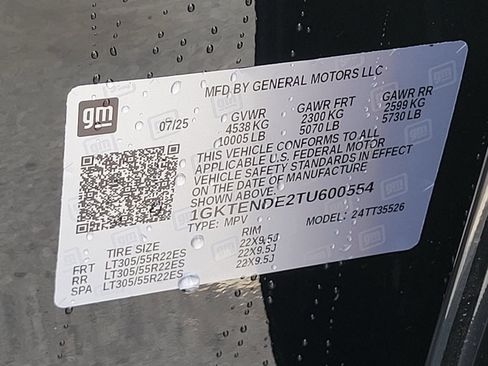 MFD BY GENERAL MOTORS LLC
gm
07/25
GVWR GAWR FRT GAWR RR
4538 KG 2300 KG 2599 KG
10005 LB 5070 LB 5730 LB
THIS VEHICLE CONFORMS TO ALL
APPLICABLE U.S. FEDERAL MOTOR
VEHICLE SAFETY STANDARDS IN EFFECT
ON THE DATE OF MANUFACTURE
SHOWN ABOVE.
1GKTENDE2TU600554
TYPE: MPV MODEL: 24TT35526
TIRE SIZE RIM
FRT LT305/55R22ES 22X9.5J
RR LT305/55R22ES 22X9.5J
SPA LT305/55R22ES 22X9.5J